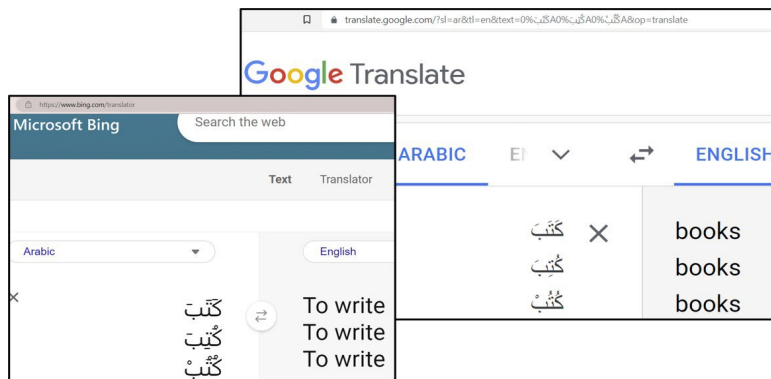 translate.google.com/?sl=ar&tl=en&text=0%كَتَبَA0%كُتِبَA0%كُتُبْA&op=translate
Google Translate
ARABIC EN ENGLISH
كَتَبَ books
كُتِبَ books
كُتُبْ books
https://www.bing.com/translator
Microsoft Bing Search the web
Text Translator
Arabic English
كَتَبَ To write
كُتِبَ To write
كُتُبْ To write